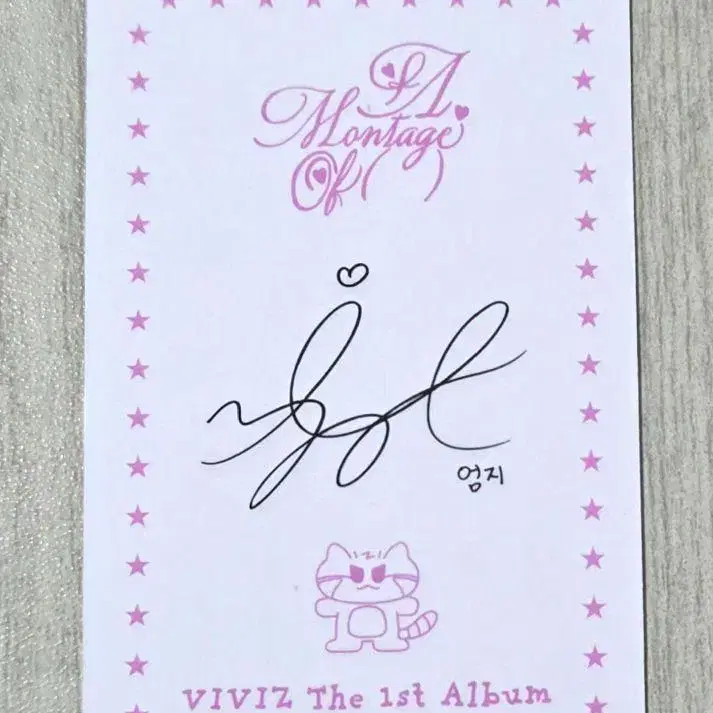 A
Montage
Of( )
엄지
VIVIZ The 1st Album